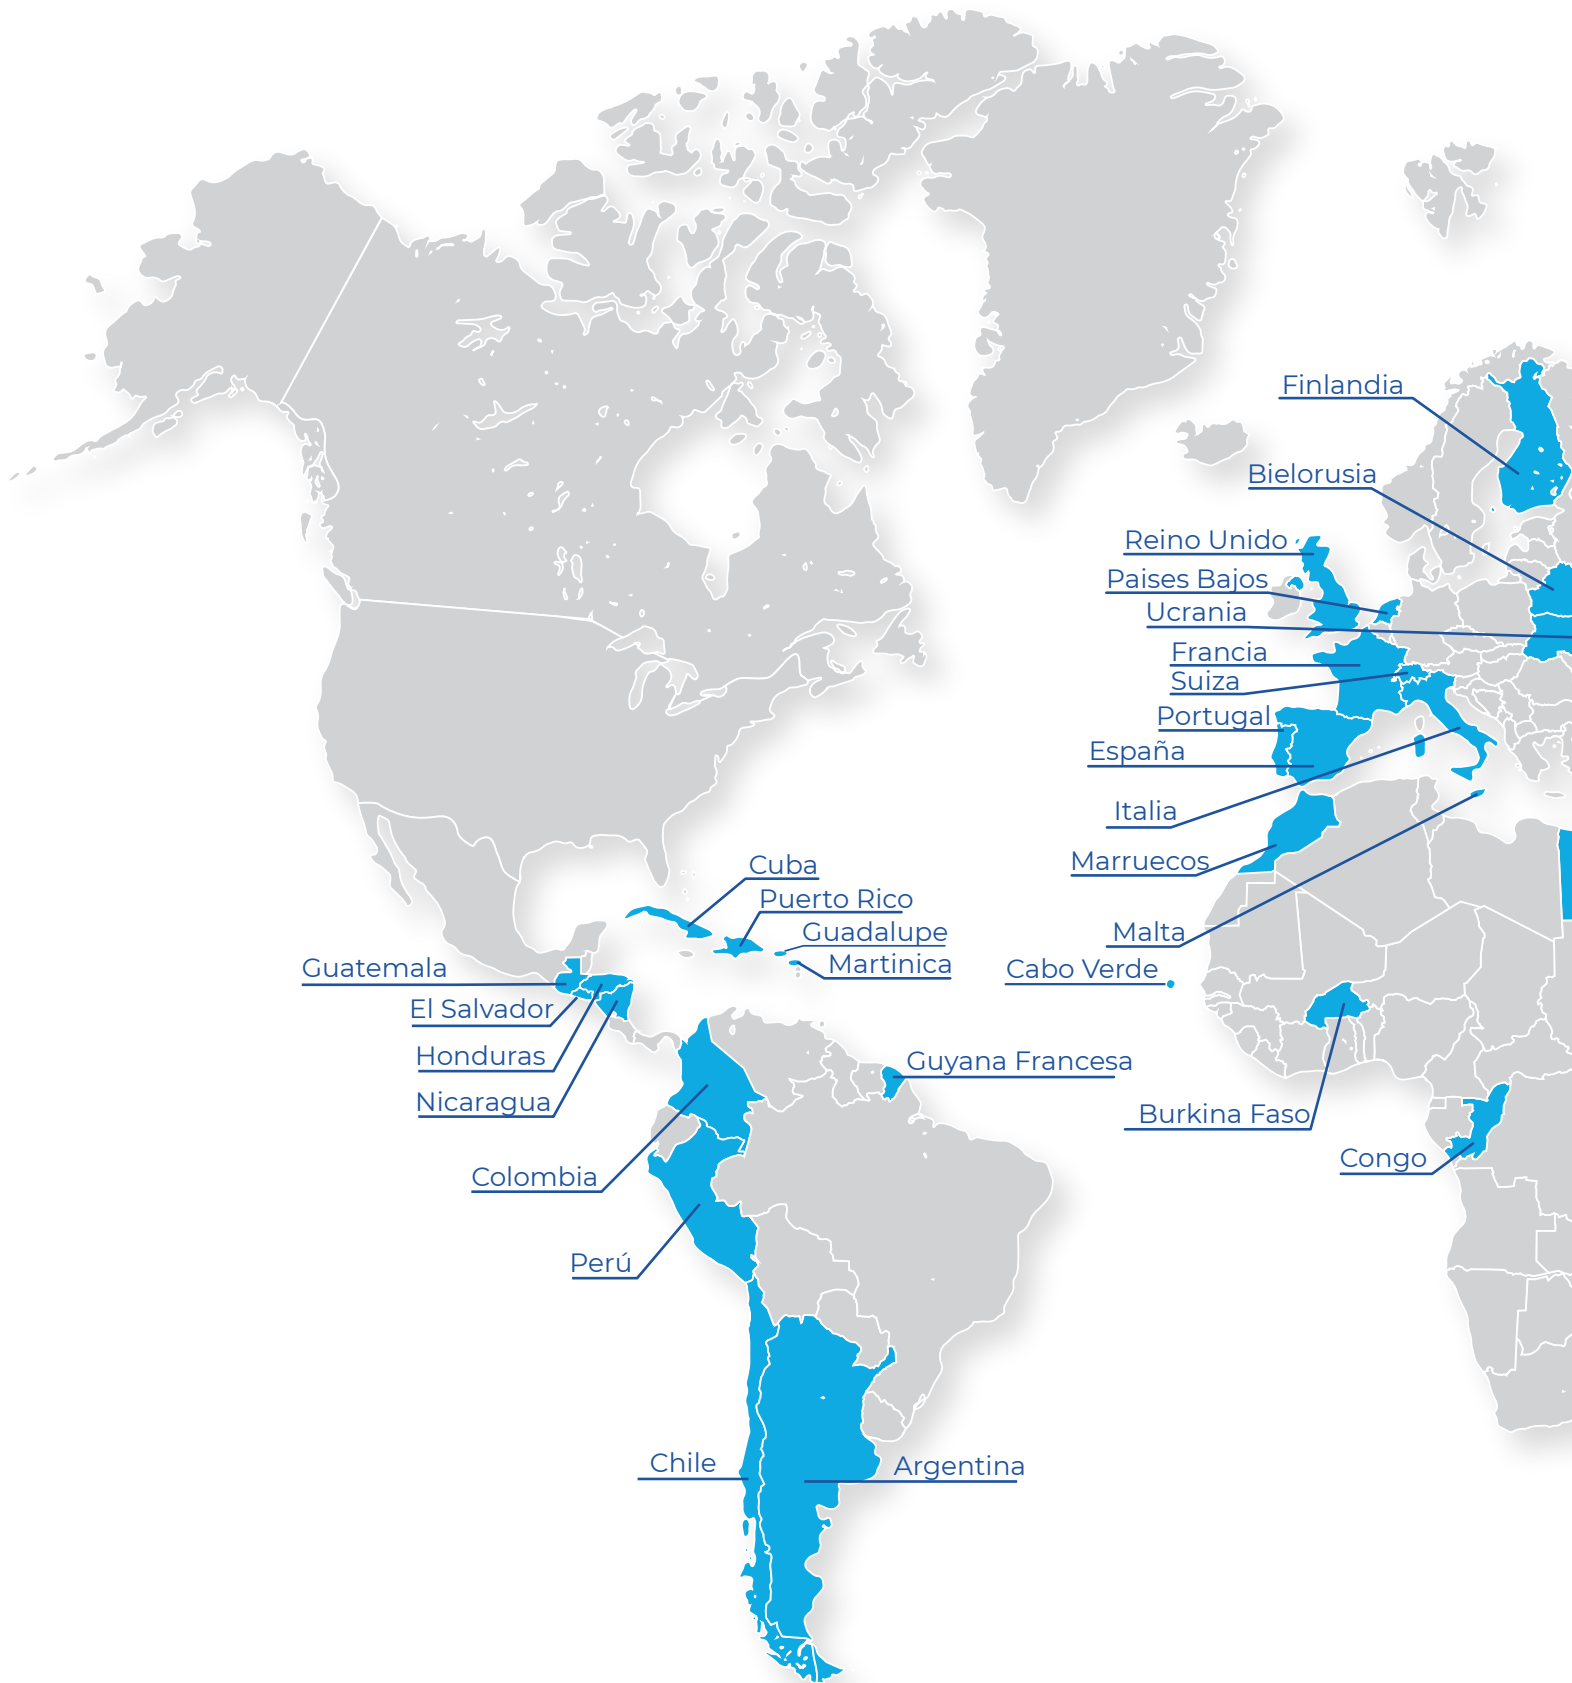 Finlandia
Bielorusia
Reino Unido
Paises Bajos
Ucrania
Francia
Suiza
Portugal
España
Italia
Marruecos
Malta
Cuba
Puerto Rico
Guadalupe
Martinica
Cabo Verde
Guatemala
El Salvador
Honduras
Nicaragua
Guyana Francesa
Burkina Faso
Congo
Colombia
Perú
Chile
Argentina